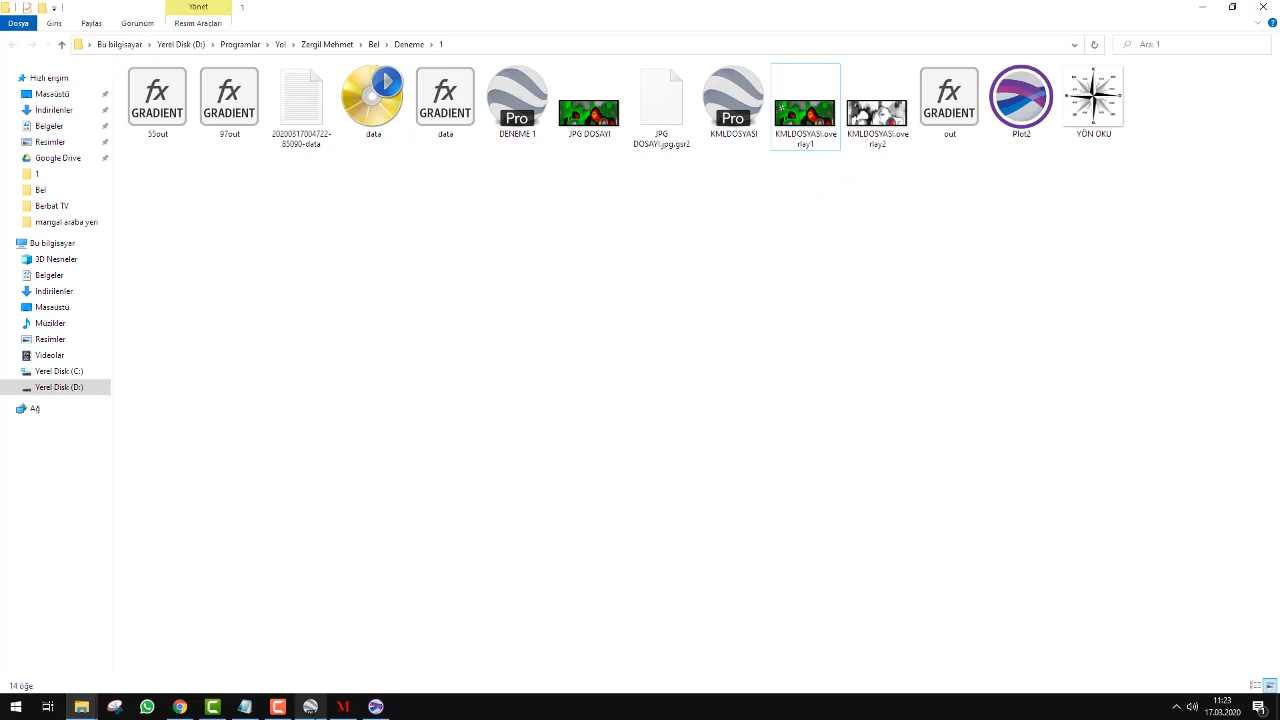 Yönet
1
Dosya
Giriş
Paylaş
Görünüm
Resim Araçları
Bu bilgisayar
Yerel Disk (D:)
Programlar
Yol
Zergil Mehmet
Bel
Deneme
1
Ara: 1
Hızlı erişim
Masaüstü
İndirilenler
Belgeler
Resimler
Google Drive
1
Bel
Berbat TV
mangal araba yeri
Bu bilgisayar
3D Nesneler
Belgeler
İndirilenler
Masaüstü
Müzikler
Resimler
Videolar
Yerel Disk (C:)
Yerel Disk (D:)
Ağ
fx
GRADIENT
55out
fx
GRADIENT
97out
20200317004722-
85090-data
data
fx
GRADIENT
data
Pro
DENEME 1
JPG DOSAYI
JPG
DOSAYI.jpg.gsr2
Pro
KMLDOSYASI
KMLDOSYASI.ove
rlay1
KMLDOSYASI.ove
rlay2
fx
GRADIENT
out
Plot2
YÖN OKU
14 öğe
11:23
17.03.2020